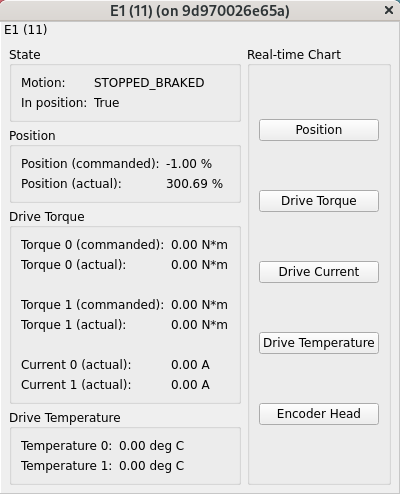 E1 (11) (on 9d970026e65a)
E1 (11)
State
Motion: STOPPED_BRAKED
In position: True
Position
Position (commanded): -1.00 %
Position (actual): 300.69 %
Drive Torque
Torque 0 (commanded): 0.00 N*m
Torque 0 (actual): 0.00 N*m
Torque 1 (commanded): 0.00 N*m
Torque 1 (actual): 0.00 N*m
Current 0 (actual): 0.00 A
Current 1 (actual): 0.00 A
Drive Temperature
Temperature 0: 0.00 deg C
Temperature 1: 0.00 deg C
Real-time Chart
Position
Drive Torque
Drive Current
Drive Temperature
Encoder Head